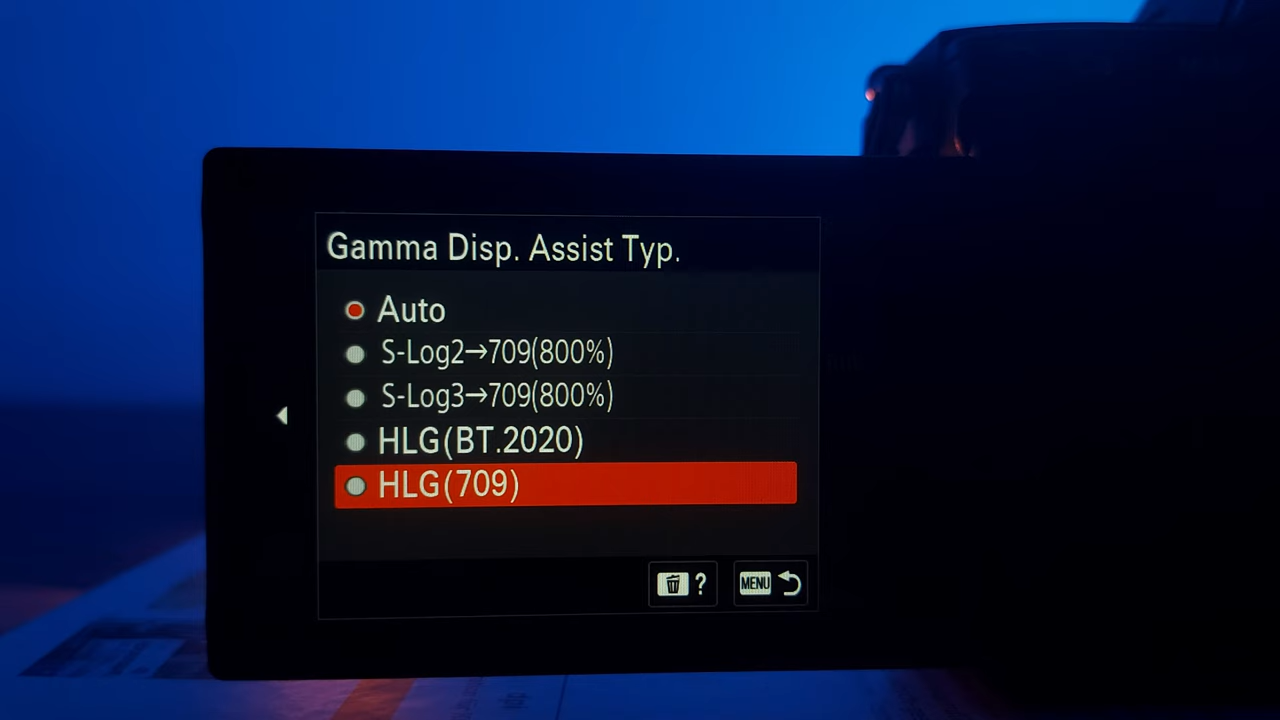 Gamma Disp. Assist Typ.
Auto
S-Log2→709(800%)
S-Log3→709(800%)
HLG(BT.2020)
HLG(709)
? MENU